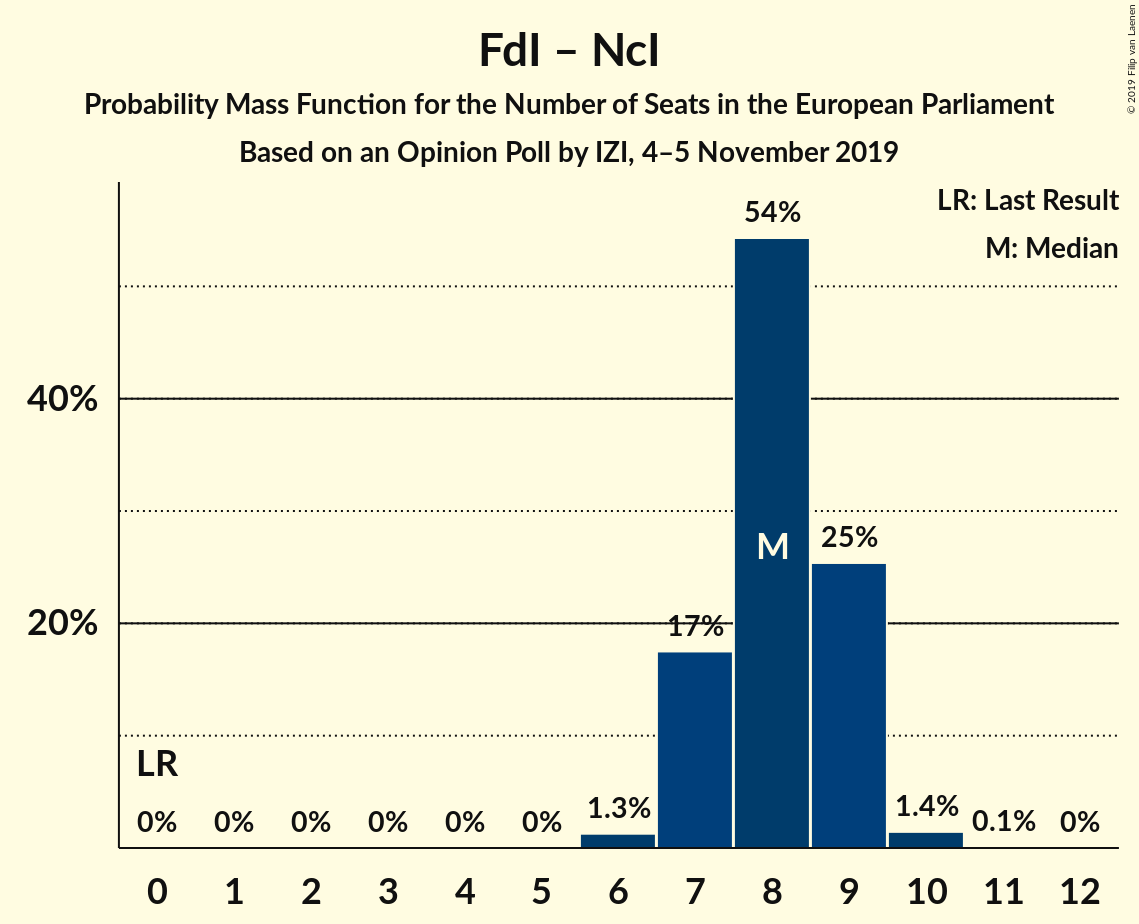 FdI – NcI
Probability Mass Function for the Number of Seats in the European Parliament
Based on an Opinion Poll by IZI, 4–5 November 2019
© 2019 Filip van Laenen
LR: Last Result
M: Median
54%
40%
M
25%
20%
17%
LR
0% 0% 0% 0% 0% 0% 1.3% 1.4% 0.1% 0%
0 1 2 3 4 5 6 7 8 9 10 11 12